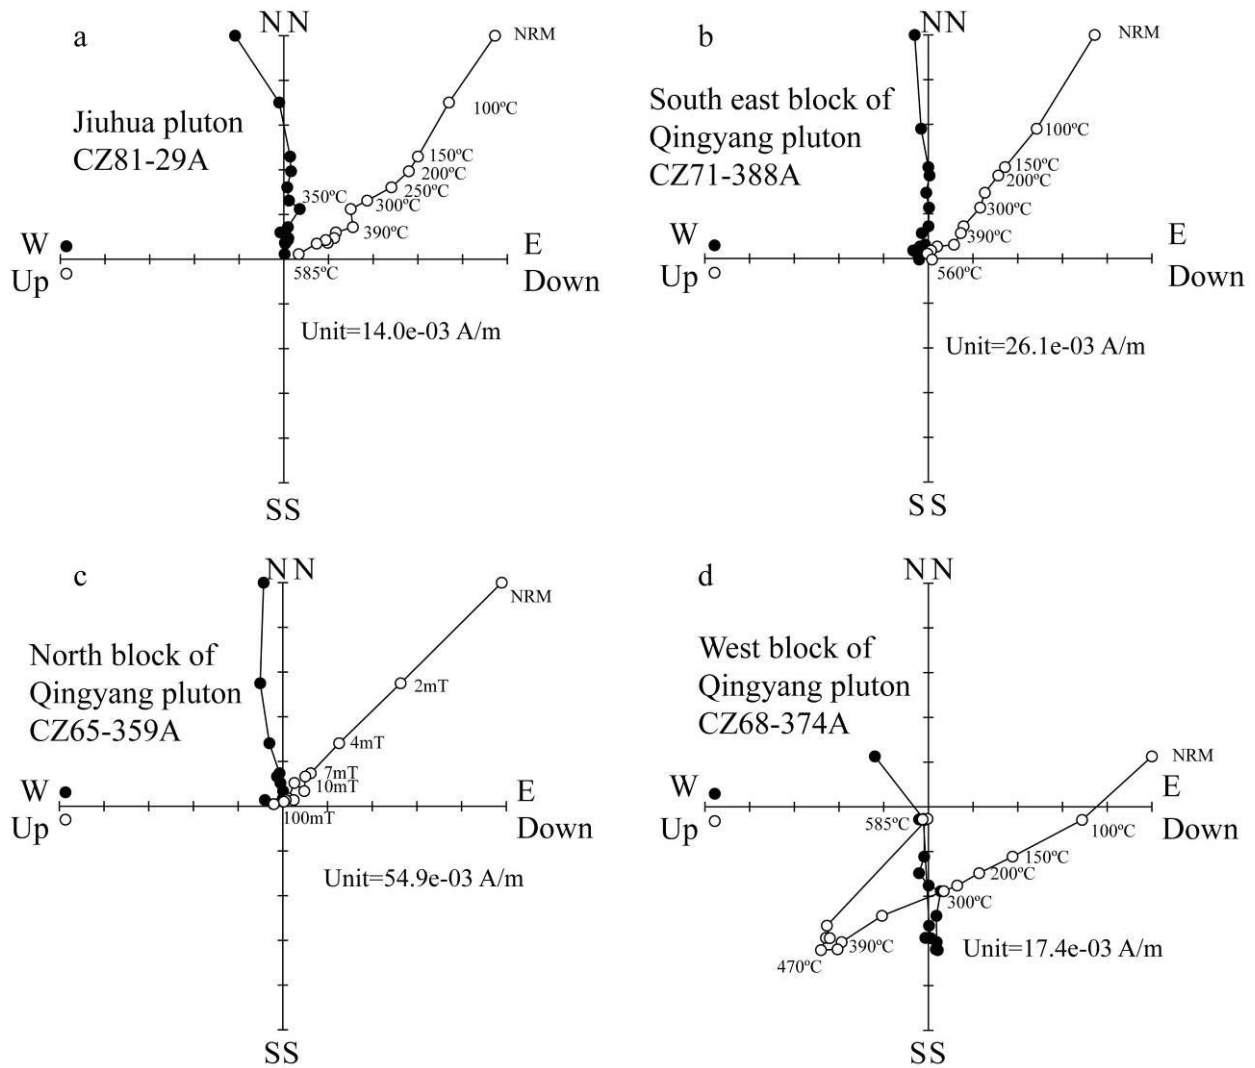 a
N N
NRM
100ºC
Jiuhua pluton
CZ81-29A
150ºC
200ºC
250ºC
350ºC
300ºC
390ºC
W
E
Up
585ºC
Down
Unit=14.0e-03 A/m
S S
b
N N
NRM
South east block of
Qingyang pluton
CZ71-388A
100ºC
150ºC
200ºC
300ºC
390ºC
W
E
Up
560ºC
Down
Unit=26.1e-03 A/m
S S
c
N N
NRM
North block of
Qingyang pluton
CZ65-359A
2mT
4mT
7mT
10mT
W
E
Up
100mT
Down
Unit=54.9e-03 A/m
S S
d
N N
West block of
Qingyang pluton
CZ68-374A
NRM
W
E
Up
585ºC
100ºC
Down
150ºC
200ºC
300ºC
390ºC
470ºC
Unit=17.4e-03 A/m
S S